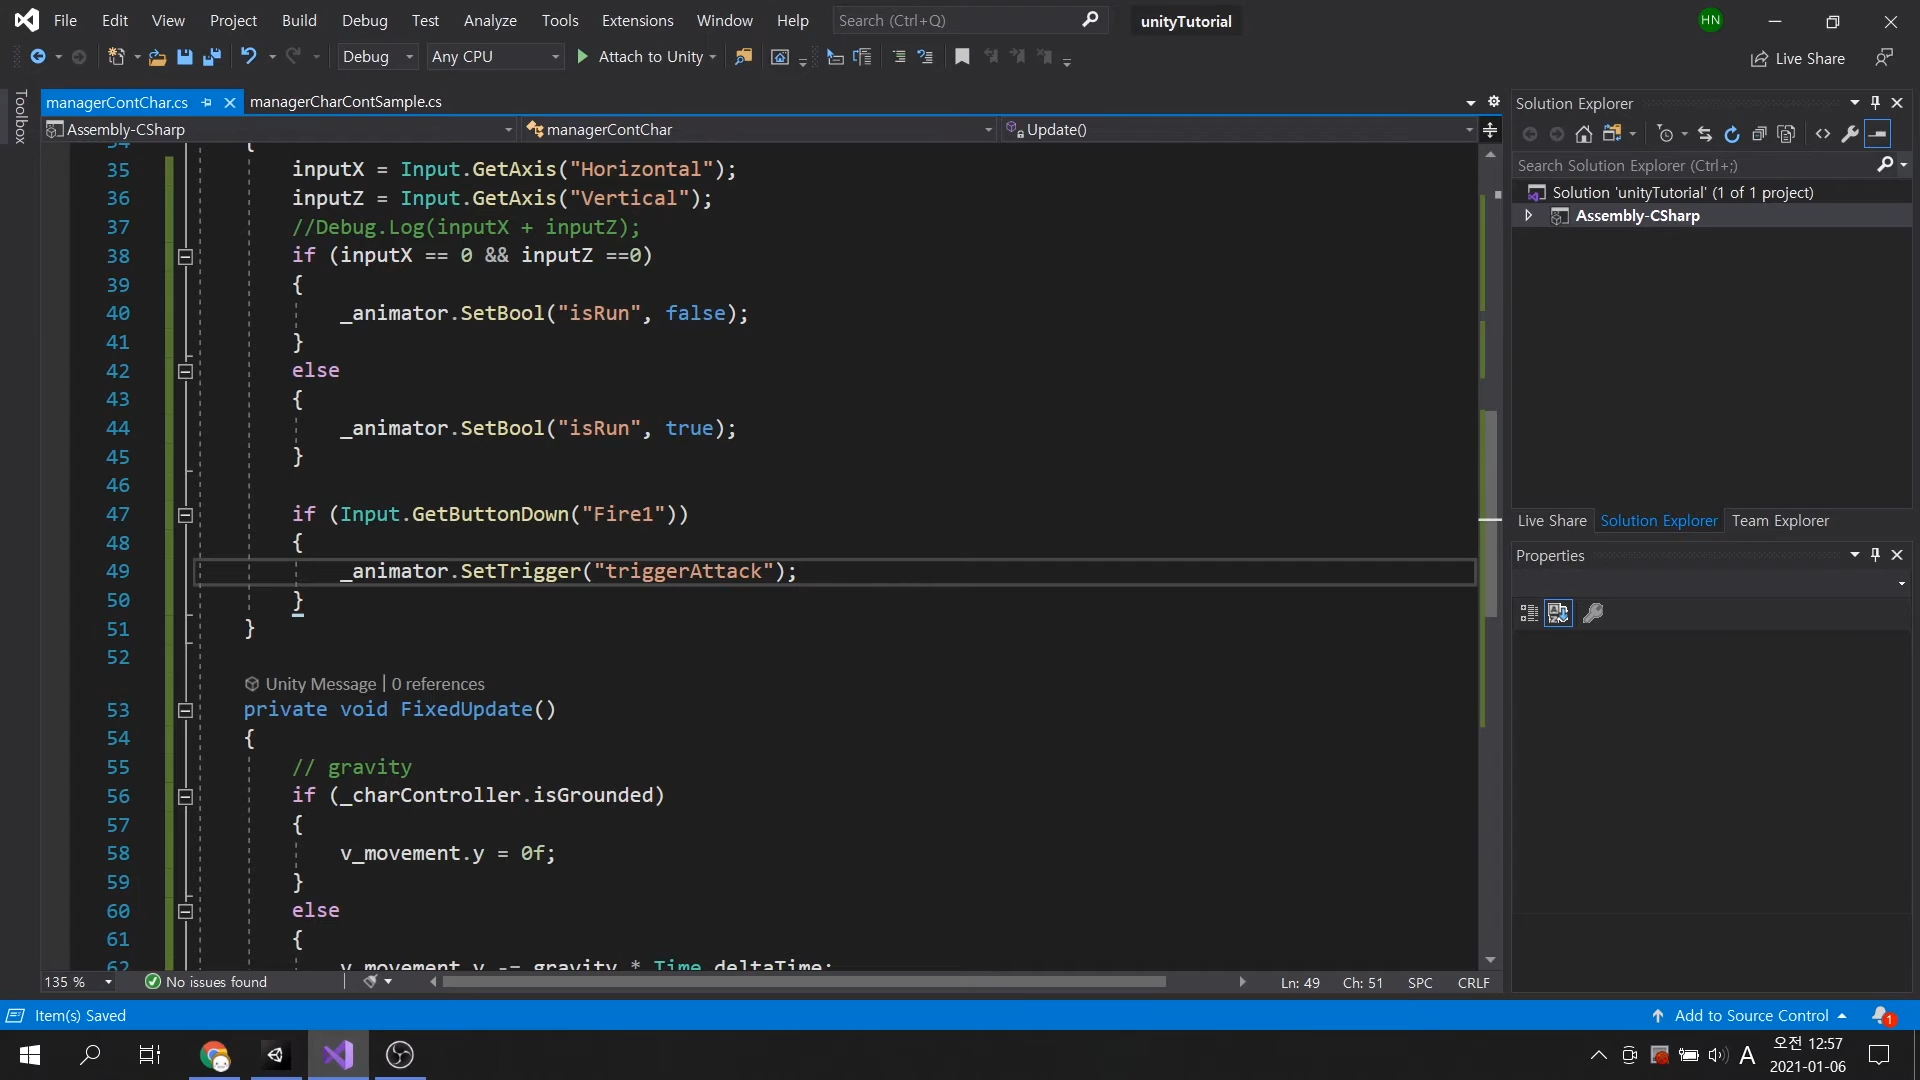 File Edit View Project Build Debug Test Analyze Tools Extensions Window Help Search (Ctrl+Q) unityTutorial HN
Debug Any CPU Attach to Unity Live Share
Toolbox
managerContChar.cs managerCharContSample.cs
Assembly-CSharp managerContChar Update()
34 {
35 inputX = Input.GetAxis("Horizontal");
36 inputZ = Input.GetAxis("Vertical");
37 //Debug.Log(inputX + inputZ);
38 if (inputX == 0 && inputZ ==0)
39 {
40 _animator.SetBool("isRun", false);
41 }
42 else
43 {
44 _animator.SetBool("isRun", true);
45 }
46
47 if (Input.GetButtonDown("Fire1"))
48 {
49 _animator.SetTrigger("triggerAttack");
50 }
51 }
52
Unity Message | 0 references
53 private void FixedUpdate()
54 {
55 // gravity
56 if (_charController.isGrounded)
57 {
58 v_movement.y = 0f;
59 }
60 else
61 {
62 v_movement.y -= gravity * Time.deltaTime;
135 % No issues found Ln: 49 Ch: 51 SPC CRLF
Solution Explorer
Search Solution Explorer (Ctrl+;)
Solution 'unityTutorial' (1 of 1 project)
Assembly-CSharp
Live Share Solution Explorer Team Explorer
Properties
Item(s) Saved Add to Source Control 1
A 오전 12:57
2021-01-06